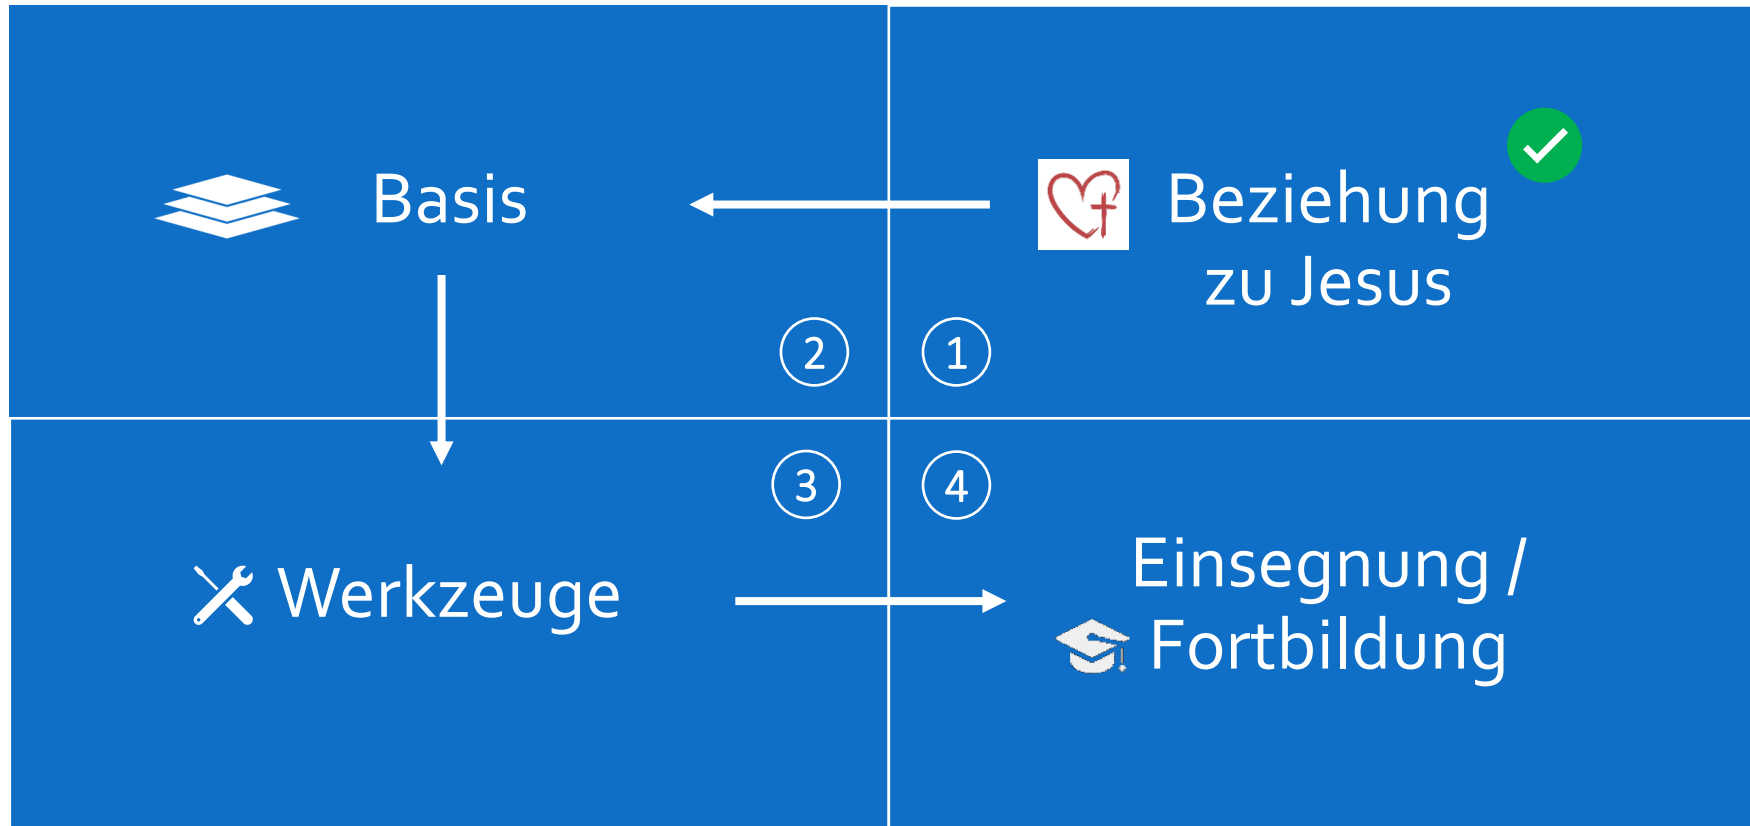 Basis
Beziehung
zu Jesus
2
1
3
4
Werkzeuge
Einsegnung /
Fortbildung